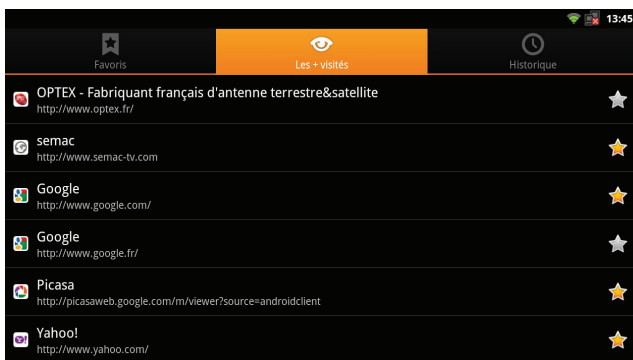 13:45
Favoris
Les + visités
Historique
OPTEX - Fabriquant français d'antenne terrestre&satellite
http://www.optex.fr/
semac
http://www.semac-tv.com
Google
http://www.google.com/
Google
http://www.google.fr/
Picasa
http://picasaweb.google.com/m/viewer?source=androidclient
Yahoo!
http://www.yahoo.com/